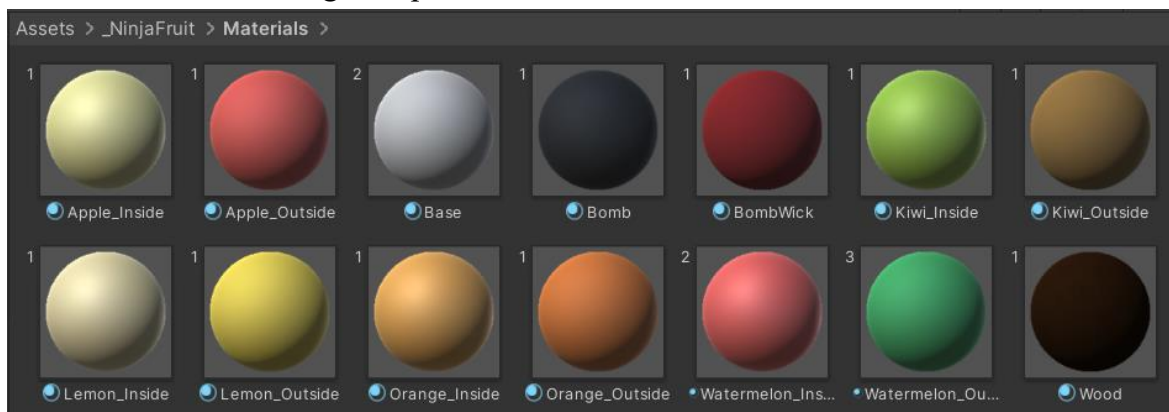 Assets > _NinjaFruit > Materials >
1 1 2 1 1 1 1
Apple_Inside Apple_Outside Base Bomb BombWick Kiwi_Inside Kiwi_Outside
1 1 1 1 2 3 1
Lemon_Inside Lemon_Outside Orange_Inside Orange_Outside Watermelon_Ins... Watermelon_Ou... Wood